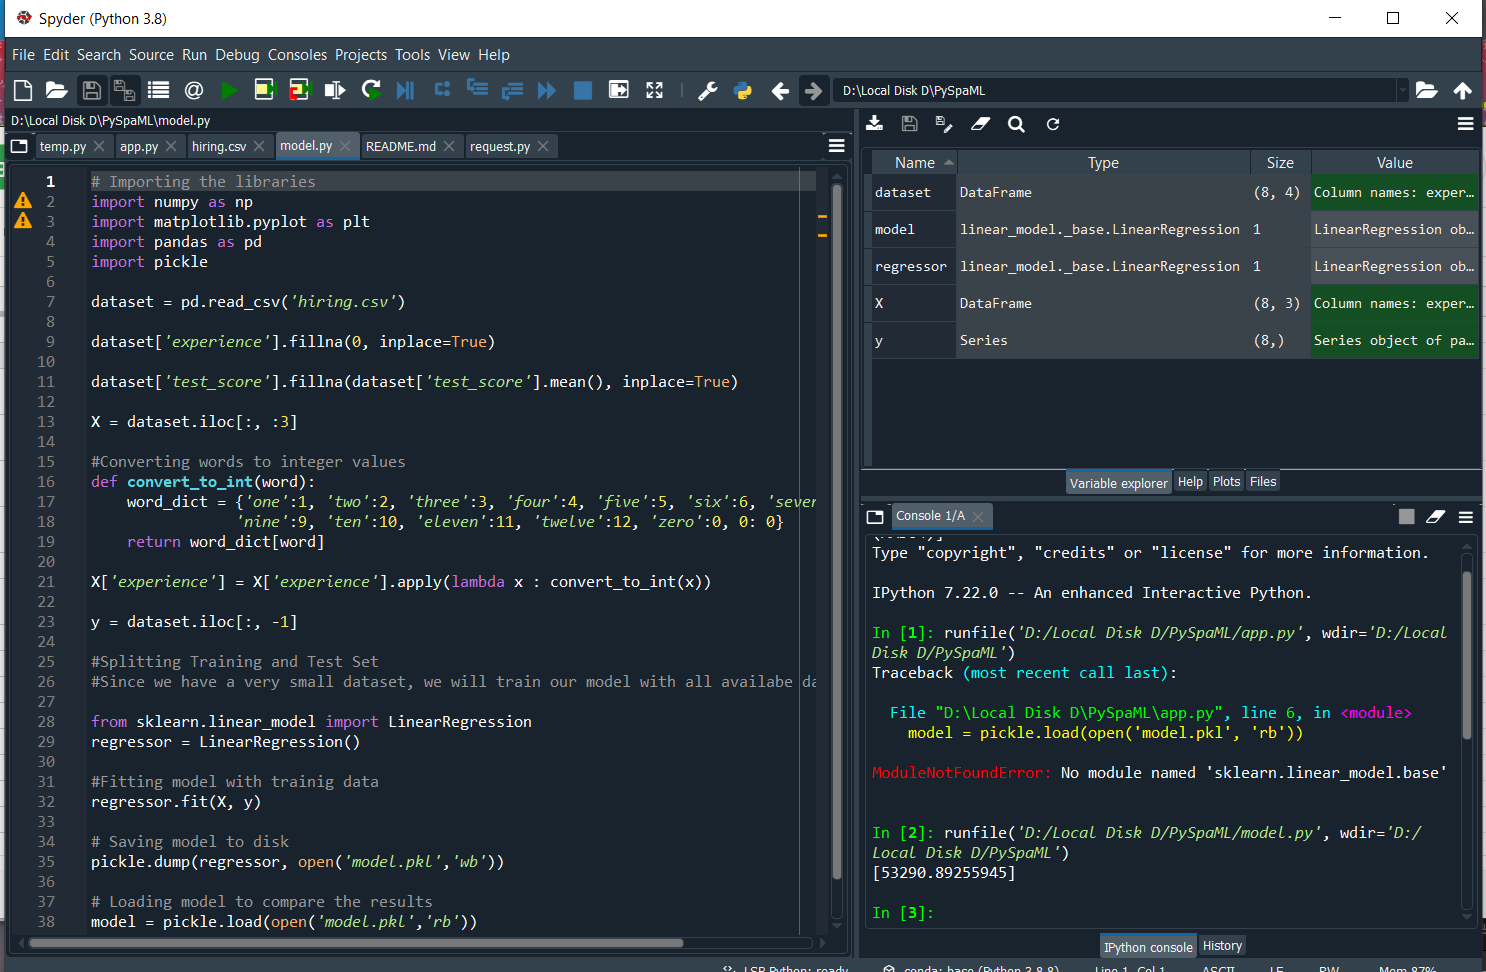 Spyder (Python 3.8)
File Edit Search Source Run Debug Consoles Projects Tools View Help
D:\Local Disk D\PySpaML
D:\Local Disk D\PySpaML\model.py
temp.py app.py hiring.csv model.py README.md request.py
1 # Importing the libraries
2 import numpy as np
3 import matplotlib.pyplot as plt
4 import pandas as pd
5 import pickle
6
7 dataset = pd.read_csv('hiring.csv')
8
9 dataset['experience'].fillna(0, inplace=True)
10
11 dataset['test_score'].fillna(dataset['test_score'].mean(), inplace=True)
12
13 X = dataset.iloc[:, :3]
14
15 #Converting words to integer values
16 def convert_to_int(word):
17 word_dict = {'one':1, 'two':2, 'three':3, 'four':4, 'five':5, 'six':6, 'seve
18 'nine':9, 'ten':10, 'eleven':11, 'twelve':12, 'zero':0, 0: 0}
19 return word_dict[word]
20
21 X['experience'] = X['experience'].apply(lambda x : convert_to_int(x))
22
23 y = dataset.iloc[:, -1]
24
25 #Splitting Training and Test Set
26 #Since we have a very small dataset, we will train our model with all availabe da
27
28 from sklearn.linear_model import LinearRegression
29 regressor = LinearRegression()
30
31 #Fitting model with trainig data
32 regressor.fit(X, y)
33
34 # Saving model to disk
35 pickle.dump(regressor, open('model.pkl','wb'))
36
37 # Loading model to compare the results
38 model = pickle.load(open('model.pkl','rb'))
Name Type Size Value
dataset DataFrame (8, 4) Column names: exper…
model linear_model._base.LinearRegression 1 LinearRegression ob…
regressor linear_model._base.LinearRegression 1 LinearRegression ob…
X DataFrame (8, 3) Column names: exper…
y Series (8,) Series object of pa…
Variable explorer Help Plots Files
Console 1/A
Type "copyright", "credits" or "license" for more information.
IPython 7.22.0 -- An enhanced Interactive Python.
In [1]: runfile('D:/Local Disk D/PySpaML/app.py', wdir='D:/Local
Disk D/PySpaML')
Traceback (most recent call last):
File "D:\Local Disk D\PySpaML\app.py", line 6, in <module>
model = pickle.load(open('model.pkl', 'rb'))
ModuleNotFoundError: No module named 'sklearn.linear_model.base'
In [2]: runfile('D:/Local Disk D/PySpaML/model.py', wdir='D:/
Local Disk D/PySpaML')
[53290.89255945]
In [3]:
IPython console History
LSP Python: ready conda: base (Python 3.8.8) Line 1, Col 1 ASCII LF RW Mem 87%